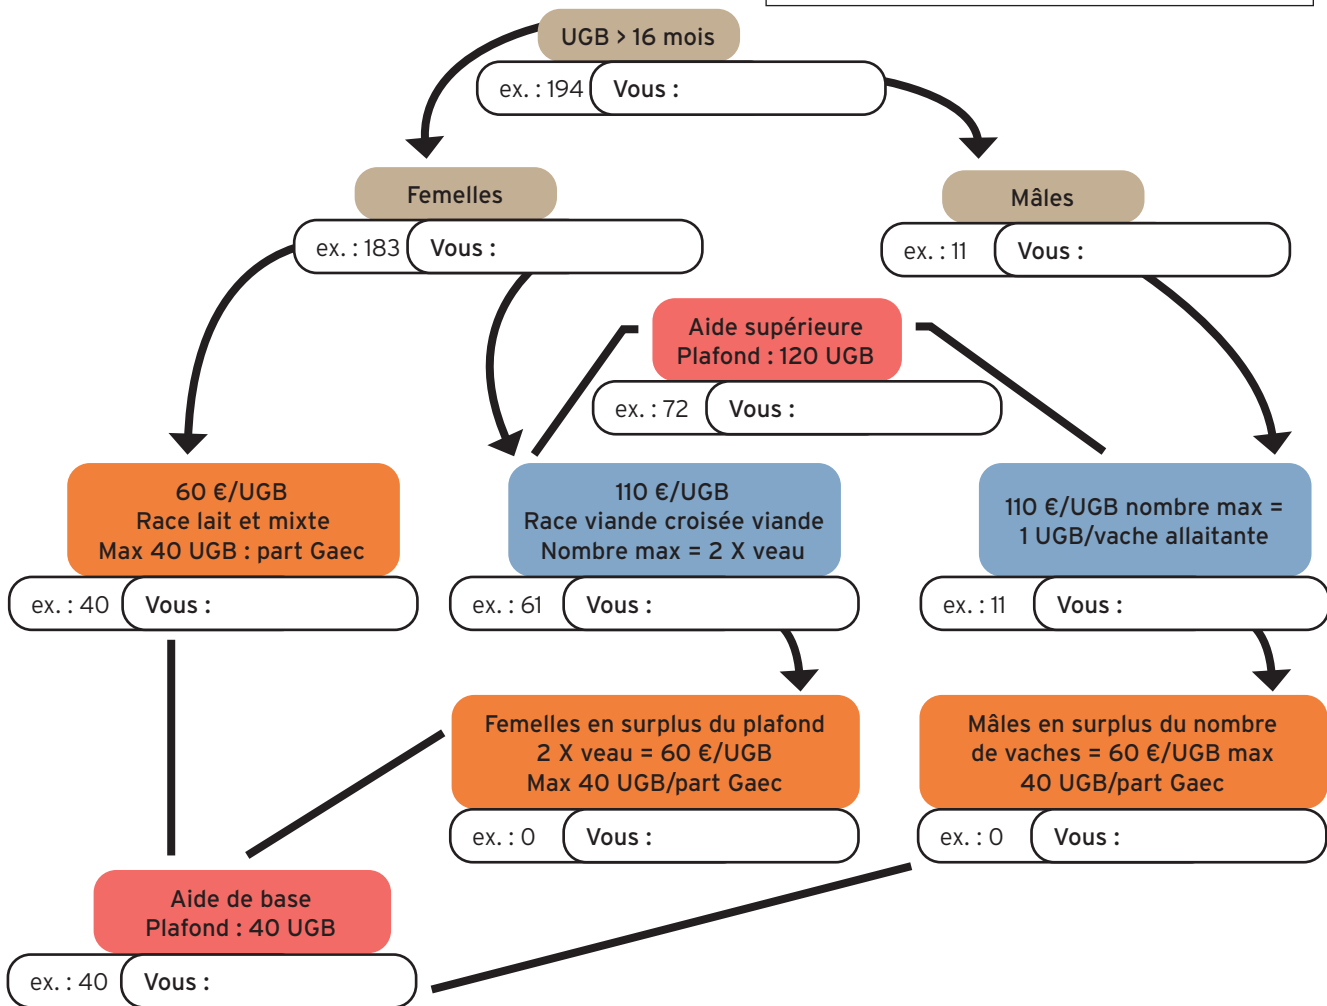 UGB > 16 mois
ex. : 194 Vous :
Femelles
ex. : 183 Vous :
Mâles
ex. : 11 Vous :
Aide supérieure
Plafond : 120 UGB
ex. : 72 Vous :
60 €/UGB
Race lait et mixte
Max 40 UGB : part Gaec
ex. : 40 Vous :
110 €/UGB
Race viande croisée viande
Nombre max = 2 X veau
ex. : 61 Vous :
110 €/UGB nombre max =
1 UGB/vache allaitante
ex. : 11 Vous :
Femelles en surplus du plafond
2 X veau = 60 €/UGB
Max 40 UGB/part Gaec
ex. : 0 Vous :
Mâles en surplus du nombre
de vaches = 60 €/UGB max
40 UGB/part Gaec
ex. : 0 Vous :
Aide de base
Plafond : 40 UGB
ex. : 40 Vous :